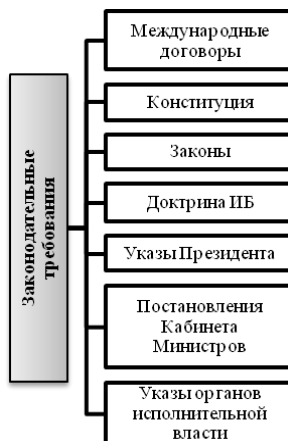 Законодательные
требования
Международные
договоры
Конституция
Законы
Доктрина ИБ
Указы Президента
Постановления
Кабинета
Министров
Указы органов
исполнительной
власти